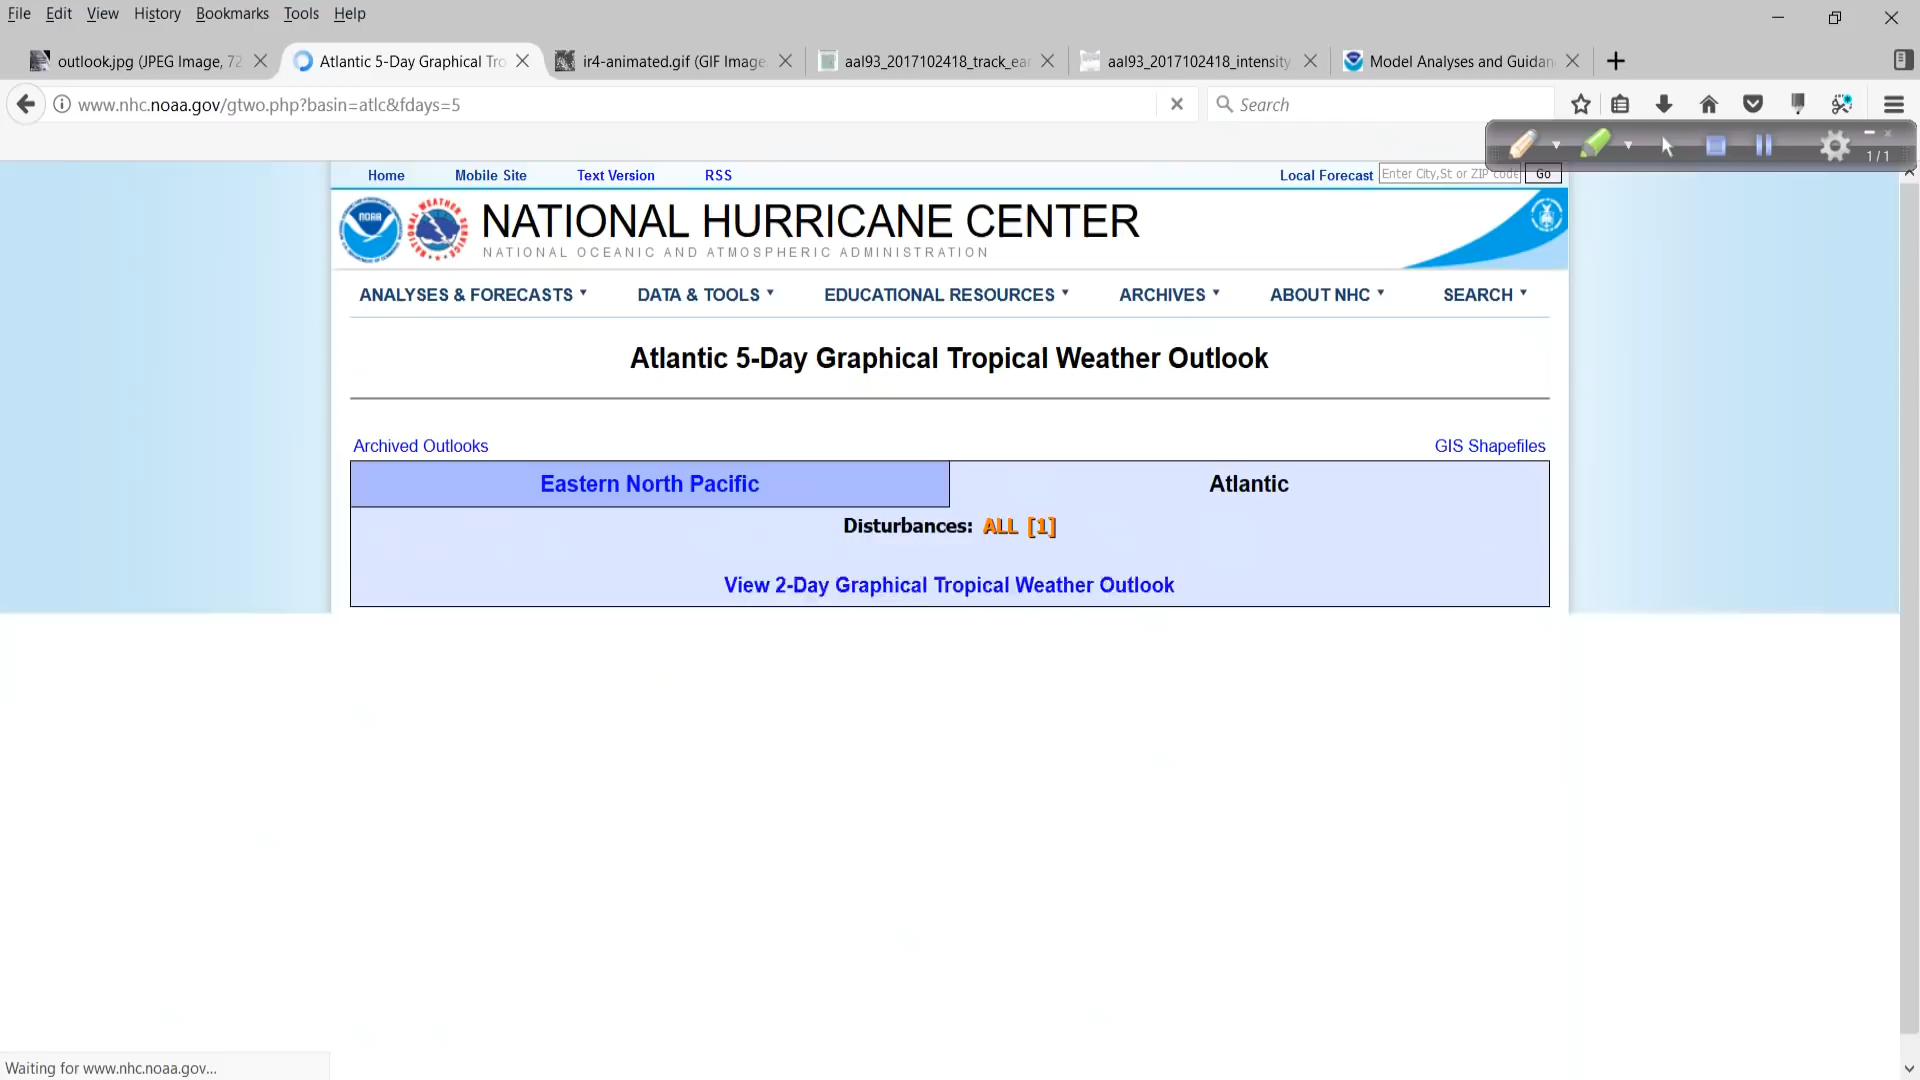 File Edit View History Bookmarks Tools Help
outlook.jpg (JPEG Image, 72
Atlantic 5-Day Graphical Tro
ir4-animated.gif (GIF Image
aal93_2017102418_track_ear
aal93_2017102418_intensity
Model Analyses and Guidan
www.nhc.noaa.gov/gtwo.php?basin=atlc&fdays=5
Search
1/1
Home Mobile Site Text Version RSS Local Forecast Enter City,St or ZIP code Go
NOAA
NATIONAL HURRICANE CENTER
NATIONAL OCEANIC AND ATMOSPHERIC ADMINISTRATION
ANALYSES & FORECASTS DATA & TOOLS EDUCATIONAL RESOURCES ARCHIVES ABOUT NHC SEARCH
Atlantic 5-Day Graphical Tropical Weather Outlook
Archived Outlooks GIS Shapefiles
Eastern North Pacific Atlantic
Disturbances: ALL [1]
View 2-Day Graphical Tropical Weather Outlook
Waiting for www.nhc.noaa.gov...